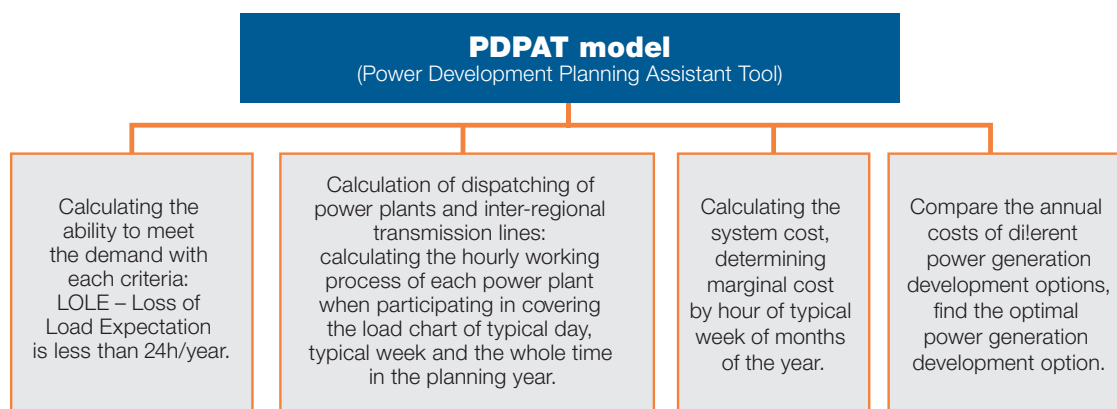 PDPAT model
(Power Development Planning Assistant Tool)
Calculating the
ability to meet
the demand with
each criteria:
LOLE – Loss of
Load Expectation
is less than 24h/year.
Calculation of dispatching of
power plants and inter-regional
transmission lines:
calculating the hourly working
process of each power plant
when participating in covering
the load chart of typical day,
typical week and the whole time
in the planning year.
Calculating the
system cost,
determining
marginal cost
by hour of typical
week of months
of the year.
Compare the annual
costs of di!erent
power generation
development options,
find the optimal
power generation
development option.